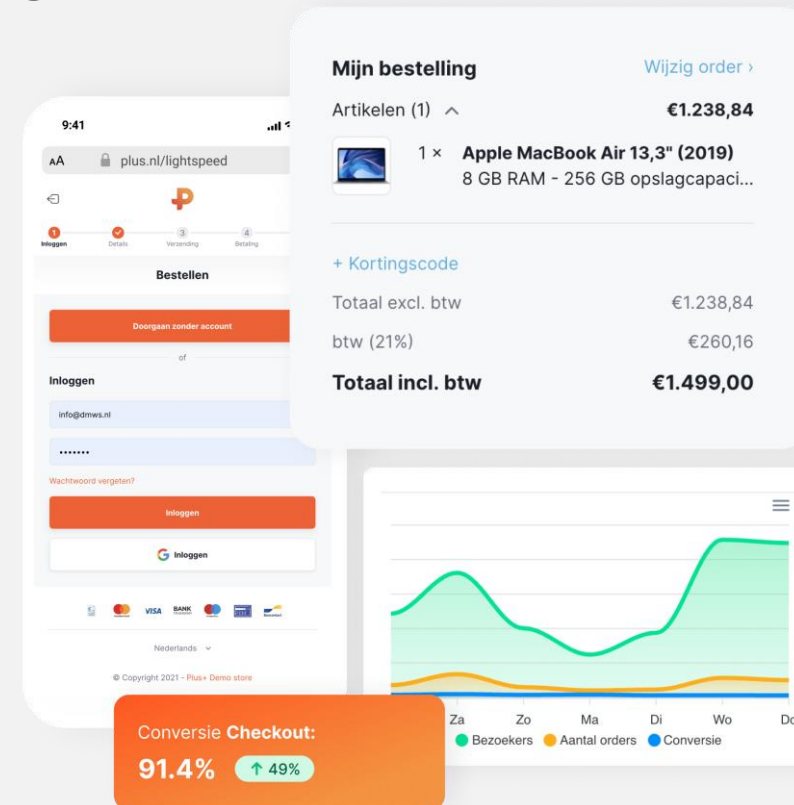 9:41
AA plus.nl/lightspeed
1 3 4
Inloggen Details Verzending Betaling
Bestellen
Doorgaan zonder account
of
Inloggen
info@dmws.nl
•••••••
Wachtwoord vergeten?
Inloggen
G Inloggen
VISA BANK
Nederlands
© Copyright 2021 - Plus+ Demo store
Mijn bestelling Wijzig order ›
Artikelen (1) €1.238,84
1 × Apple MacBook Air 13,3" (2019)
8 GB RAM - 256 GB opslagcapaci...
+ Kortingscode
Totaal excl. btw €1.238,84
btw (21%) €260,16
Totaal incl. btw €1.499,00
Za Zo Ma Di Wo Do
Bezoekers Aantal orders Conversie
Conversie Checkout:
91.4% ↑ 49%